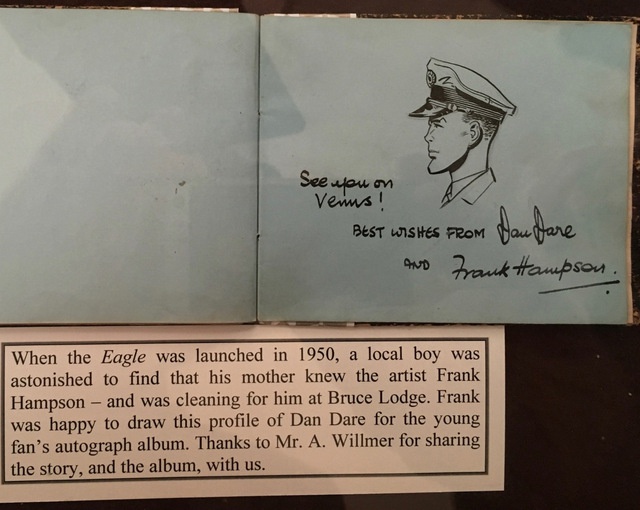 See you on
Venus!
BEST WISHES FROM Dan Dare
AND Frank Hampson.
When the Eagle was launched in 1950, a local boy was
astonished to find that his mother knew the artist Frank
Hampson – and was cleaning for him at Bruce Lodge. Frank
was happy to draw this profile of Dan Dare for the young
fan's autograph album. Thanks to Mr. A. Willmer for sharing
the story, and the album, with us.